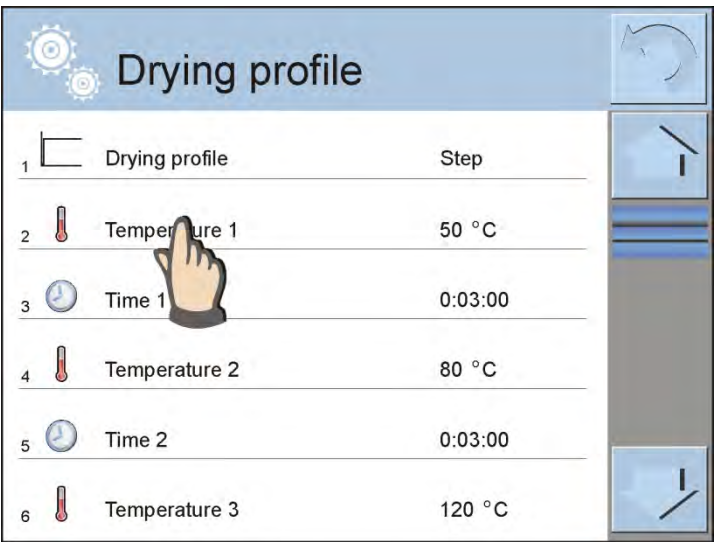 Drying profile
1 Drying profile Step
2 Temperature 1 50 °C
3 Time 1 0:03:00
4 Temperature 2 80 °C
5 Time 2 0:03:00
6 Temperature 3 120 °C